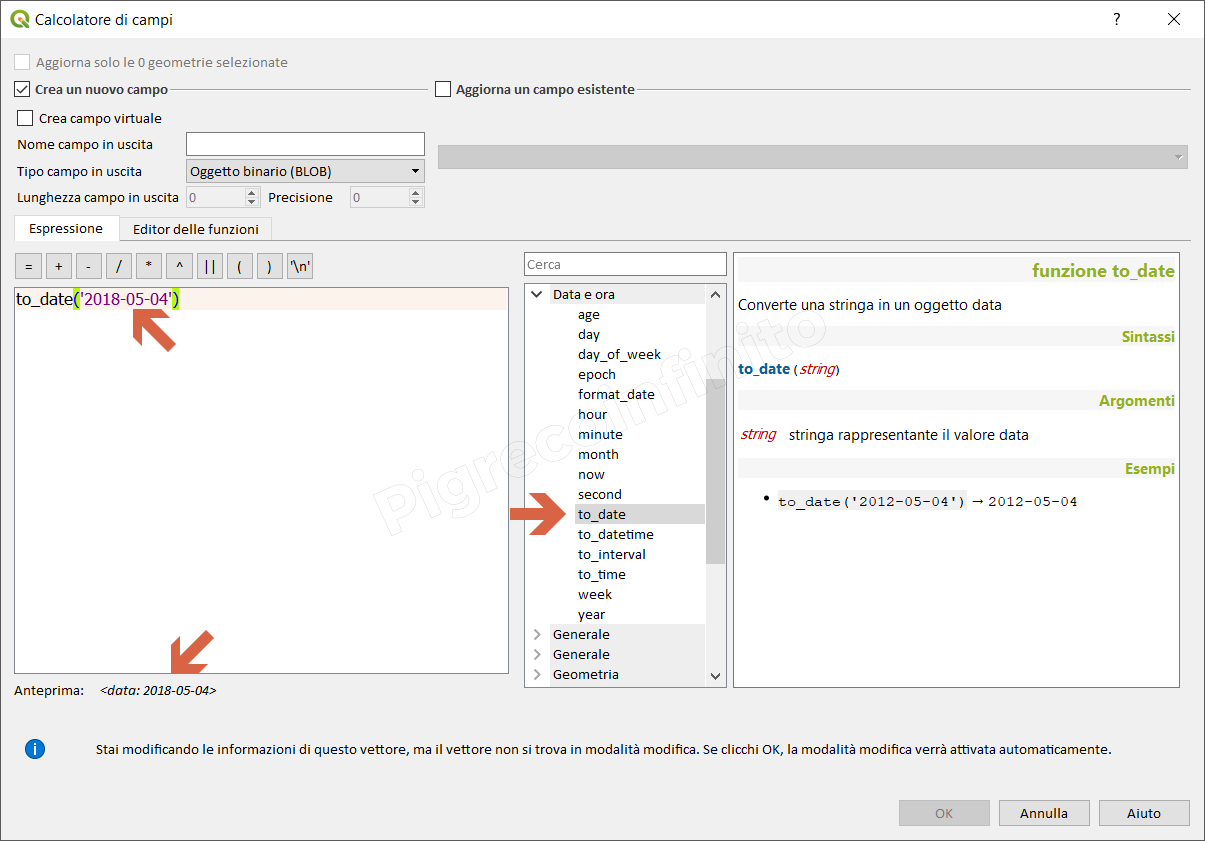 Calcolatore di campi
?
Aggiorna solo le 0 geometrie selezionate
Crea un nuovo campo
Aggiorna un campo esistente
Crea campo virtuale
Nome campo in uscita
Tipo campo in uscita
Oggetto binario (BLOB)
Lunghezza campo in uscita
0
Precisione
0
Espressione
Editor delle funzioni
= + - / * ^ || ( ) '\n'
to_date('2018-05-04')
Anteprima: <data: 2018-05-04>
Cerca
Data e ora
age
day
day_of_week
epoch
format_date
hour
minute
month
now
second
to_date
to_datetime
to_interval
to_time
week
year
Generale
Generale
Geometria
funzione to_date
Converte una stringa in un oggetto data
Sintassi
to_date (string)
Argomenti
string stringa rappresentante il valore data
Esempi
• to_date('2012-05-04') → 2012-05-04
Pigrecoinfinito
i
Stai modificando le informazioni di questo vettore, ma il vettore non si trova in modalità modifica. Se clicchi OK, la modalità modifica verrà attivata automaticamente.
OK
Annulla
Aiuto